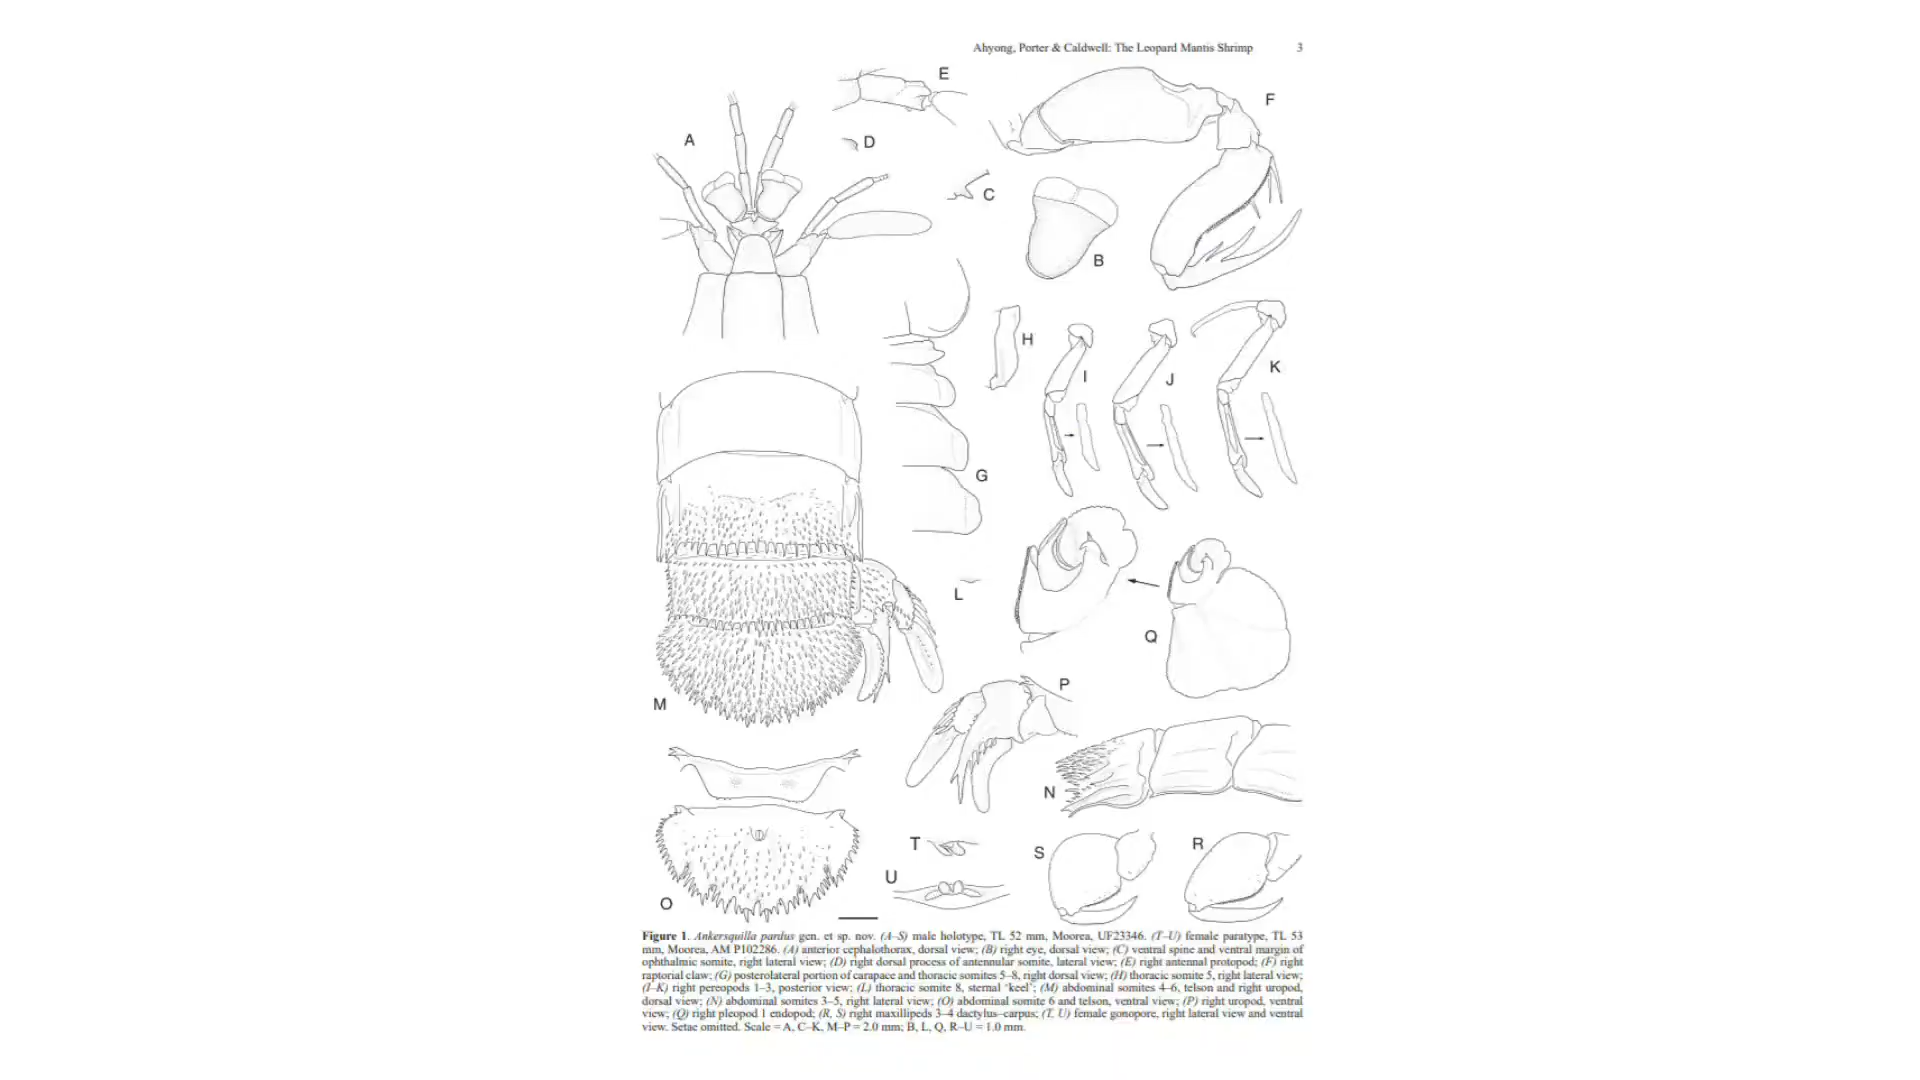 Ahyong, Porter & Caldwell: The Leopard Mantis Shrimp 3
E
F
A
D
C
B
H
I
J
K
G
L
Q
P
M
N
T
S
R
U
O
Figure 1. Ankersquilla pardus gen. et sp. nov. (A–S) male holotype, TL 52 mm, Moorea, UF23346. (T–U) female paratype, TL 53
mm, Moorea, AM P102286. (A) anterior cephalothorax, dorsal view; (B) right eye, dorsal view; (C) ventral spine and ventral margin of
ophthalmic somite, right lateral view; (D) right dorsal process of antennular somite, lateral view; (E) right antennal protopod; (F) right
raptorial claw; (G) posterolateral portion of carapace and thoracic somites 5–8, right dorsal view; (H) thoracic somite 5, right lateral view;
(I–K) right pereopods 1–3, posterior view; (L) thoracic somite 8, sternal ‘keel’; (M) abdominal somites 4–6, telson and right uropod,
dorsal view; (N) abdominal somites 3–5, right lateral view; (O) abdominal somite 6 and telson, ventral view; (P) right uropod, ventral
view; (Q) right pleopod 1 endopod; (R, S) right maxillipeds 3–4 dactylus–carpus; (T, U) female gonopore, right lateral view and ventral
view. Setae omitted. Scale = A, C–K, M–P = 2.0 mm; B, L, Q, R–U = 1.0 mm.